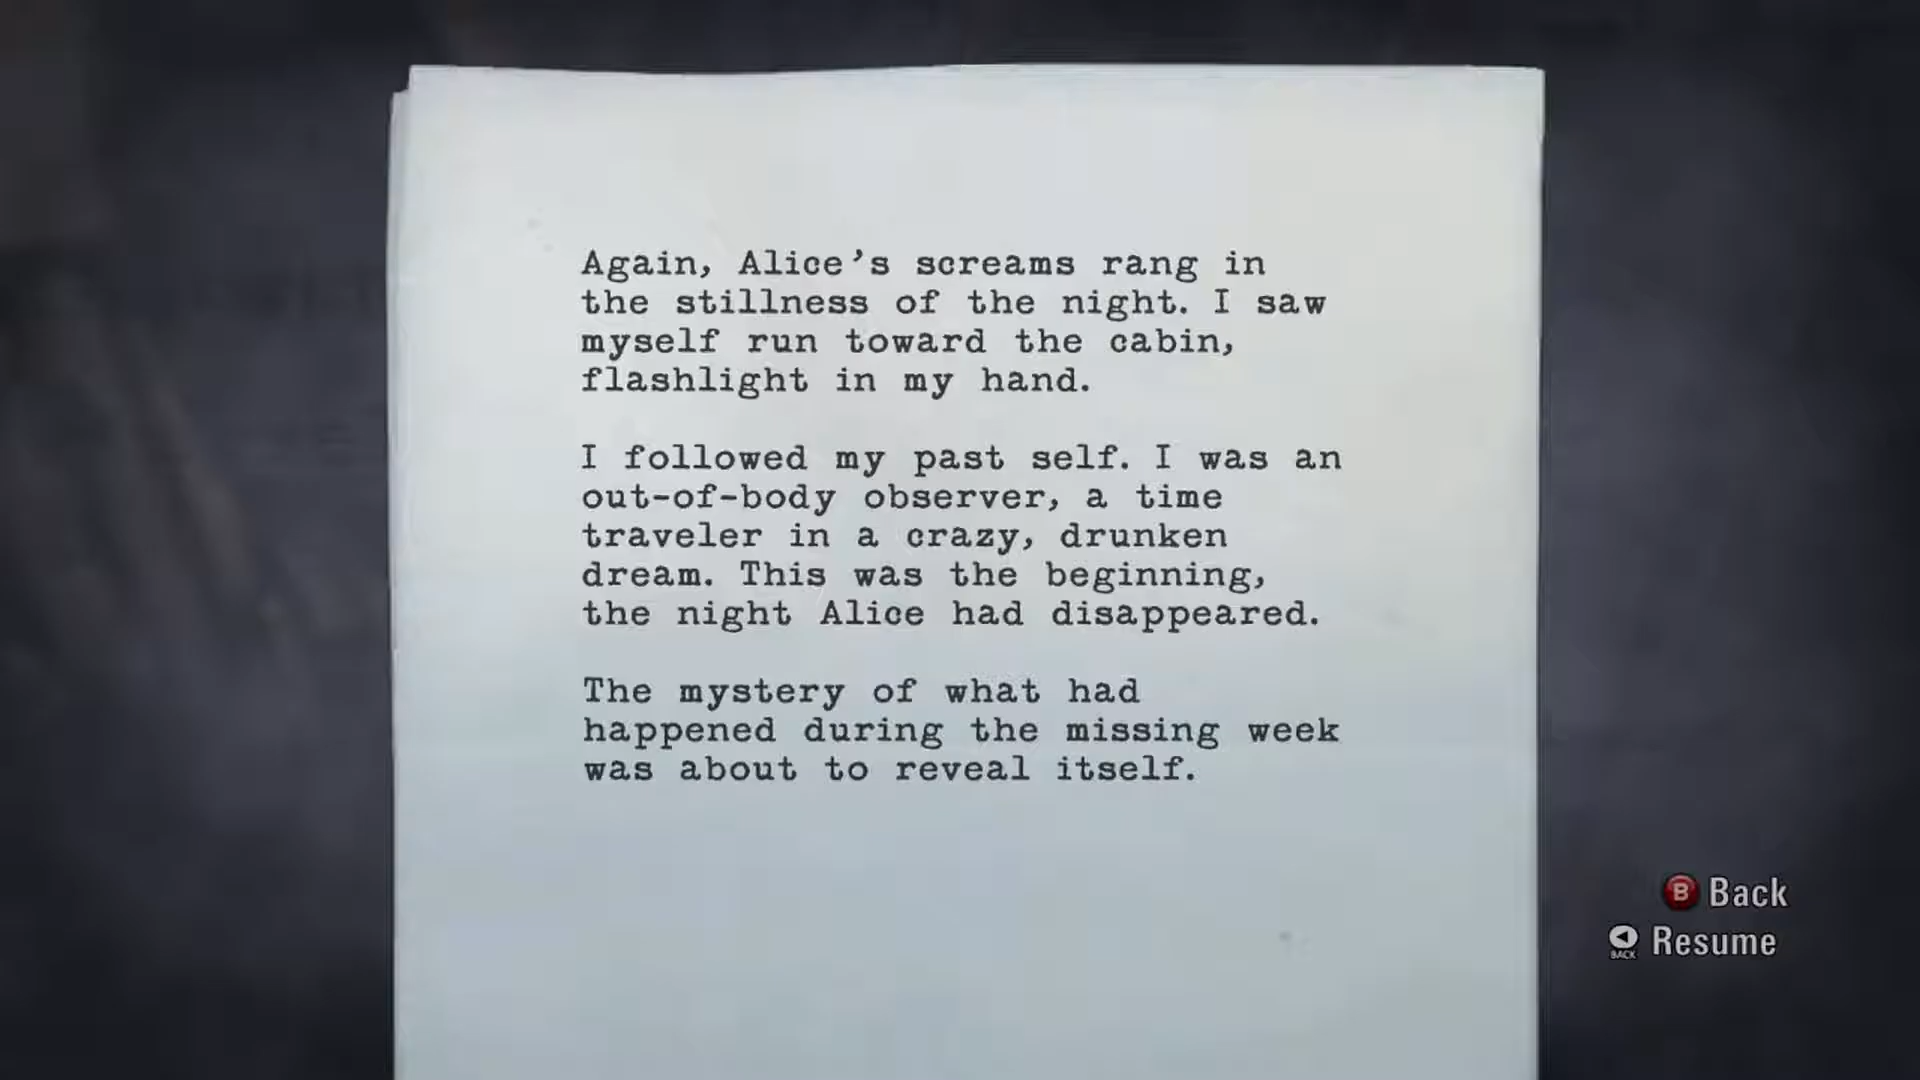 Again, Alice’s screams rang in
the stillness of the night. I saw
myself run toward the cabin,
flashlight in my hand.
I followed my past self. I was an
out-of-body observer, a time
traveler in a crazy, drunken
dream. This was the beginning,
the night Alice had disappeared.
The mystery of what had
happened during the missing week
was about to reveal itself.
B Back
BACK Resume